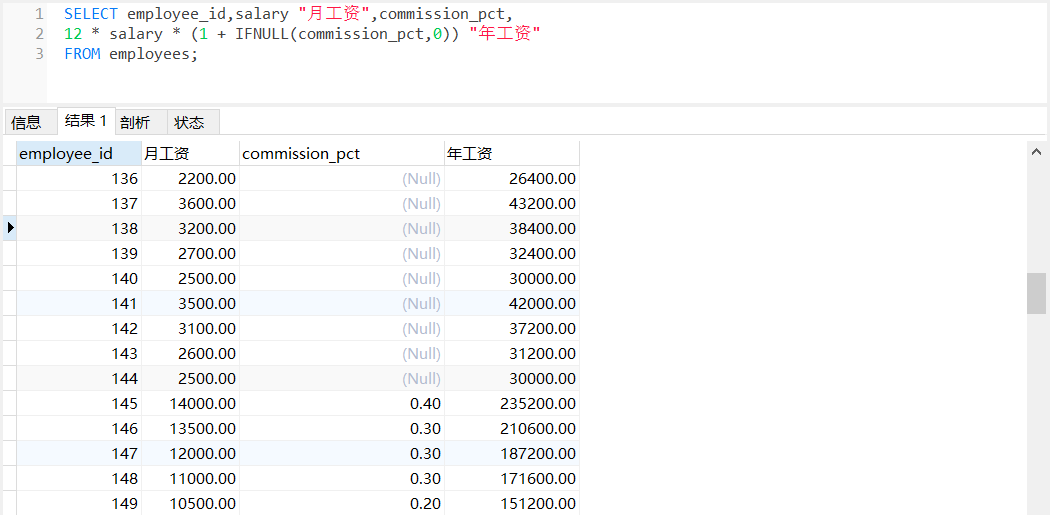 1 SELECT employee_id,salary "月工资",commission_pct,
2 12 * salary * (1 + IFNULL(commission_pct,0)) "年工资"
3 FROM employees;
信息 结果 1 剖析 状态
employee_id 月工资 commission_pct 年工资
136 2200.00 (Null) 26400.00
137 3600.00 (Null) 43200.00
138 3200.00 (Null) 38400.00
139 2700.00 (Null) 32400.00
140 2500.00 (Null) 30000.00
141 3500.00 (Null) 42000.00
142 3100.00 (Null) 37200.00
143 2600.00 (Null) 31200.00
144 2500.00 (Null) 30000.00
145 14000.00 0.40 235200.00
146 13500.00 0.30 210600.00
147 12000.00 0.30 187200.00
148 11000.00 0.30 171600.00
149 10500.00 0.20 151200.00